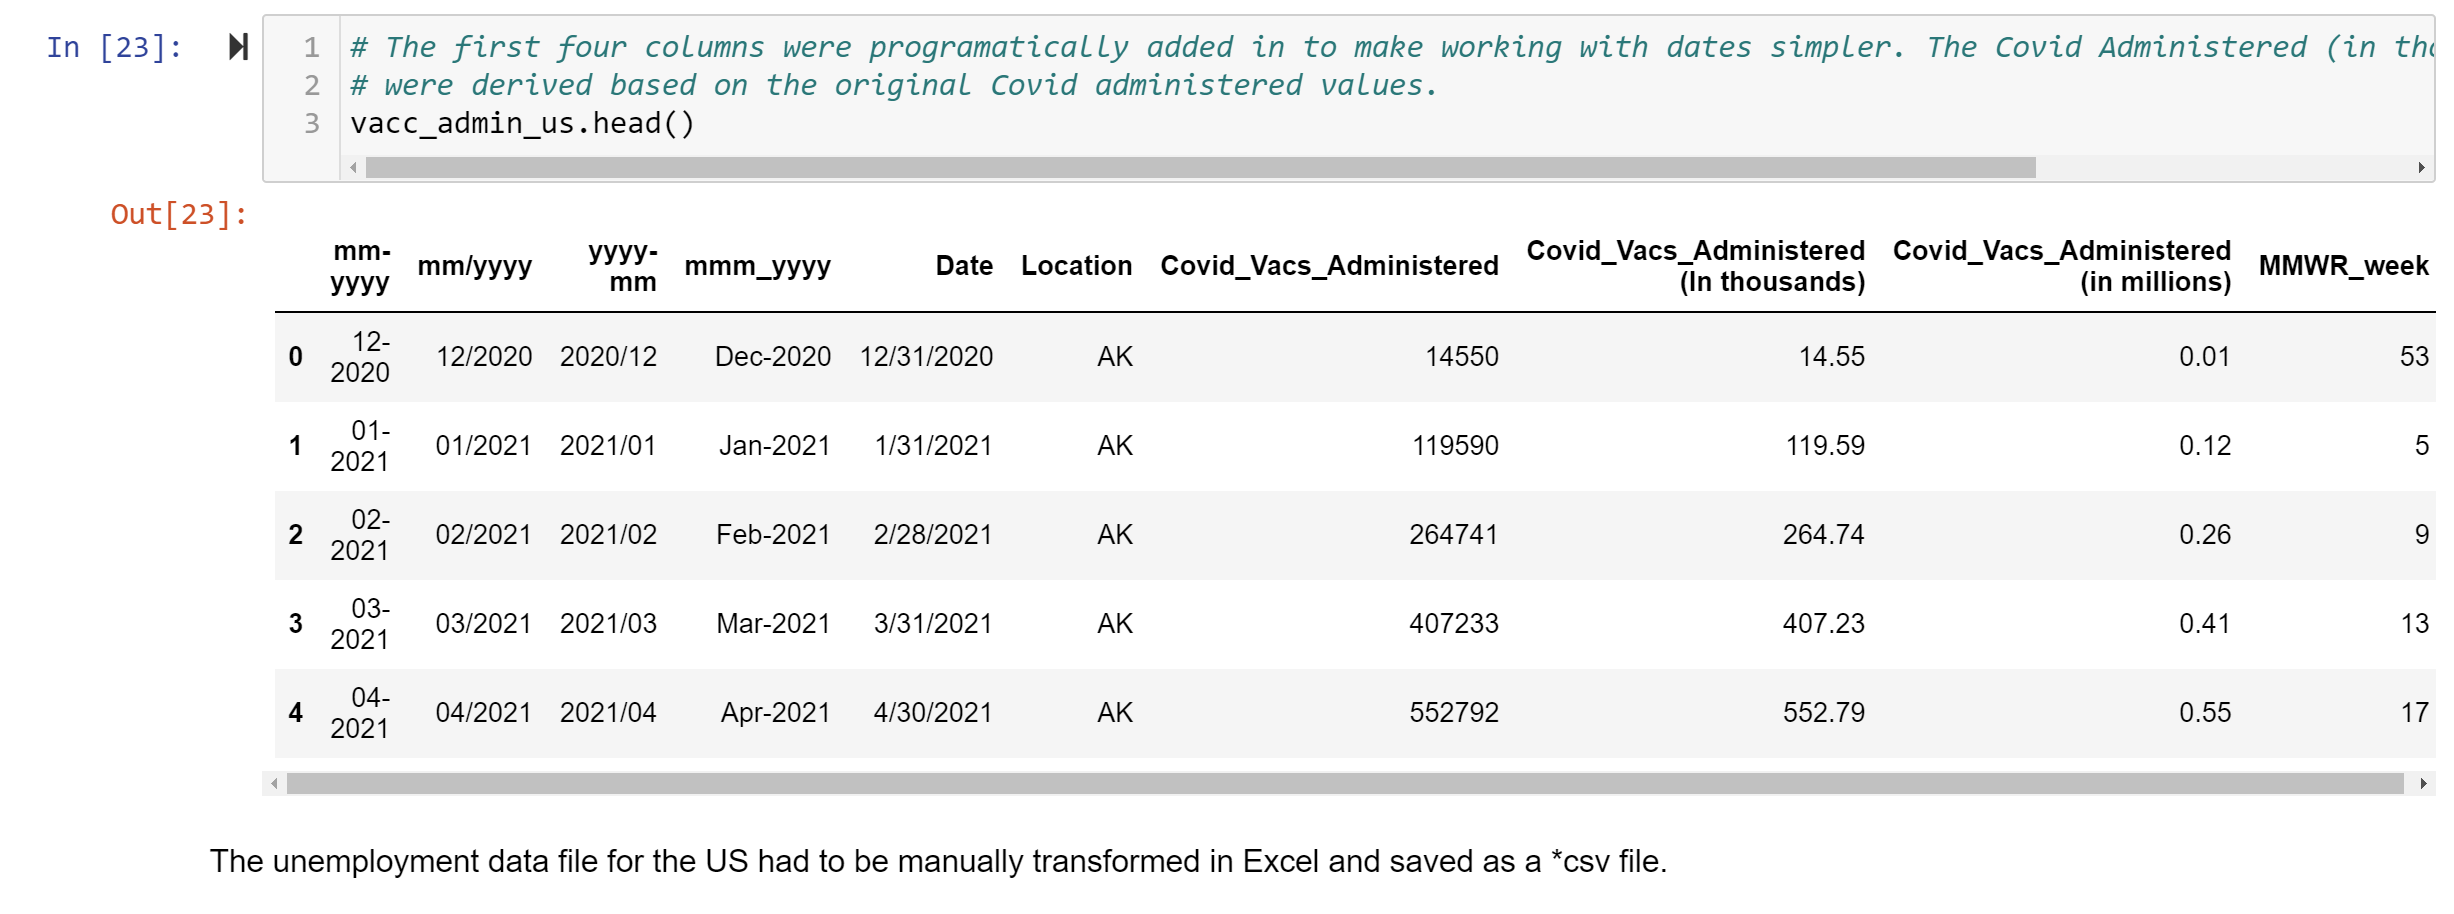 In [23]:
1 # The first four columns were programatically added in to make working with dates simpler. The Covid Administered (in
2 # were derived based on the original Covid administered values.
3 vacc_admin_us.head()
Out[23]:
mm-yyyy mm/yyyy yyyy-mm mmm_yyyy Date Location Covid_Vacs_Administered Covid_Vacs_Administered (In thousands) Covid_Vacs_Administered (in millions) MMWR_week
0 12-2020 12/2020 2020/12 Dec-2020 12/31/2020 AK 14550 14.55 0.01 53
1 01-2021 01/2021 2021/01 Jan-2021 1/31/2021 AK 119590 119.59 0.12 5
2 02-2021 02/2021 2021/02 Feb-2021 2/28/2021 AK 264741 264.74 0.26 9
3 03-2021 03/2021 2021/03 Mar-2021 3/31/2021 AK 407233 407.23 0.41 13
4 04-2021 04/2021 2021/04 Apr-2021 4/30/2021 AK 552792 552.79 0.55 17
The unemployment data file for the US had to be manually transformed in Excel and saved as a *csv file.